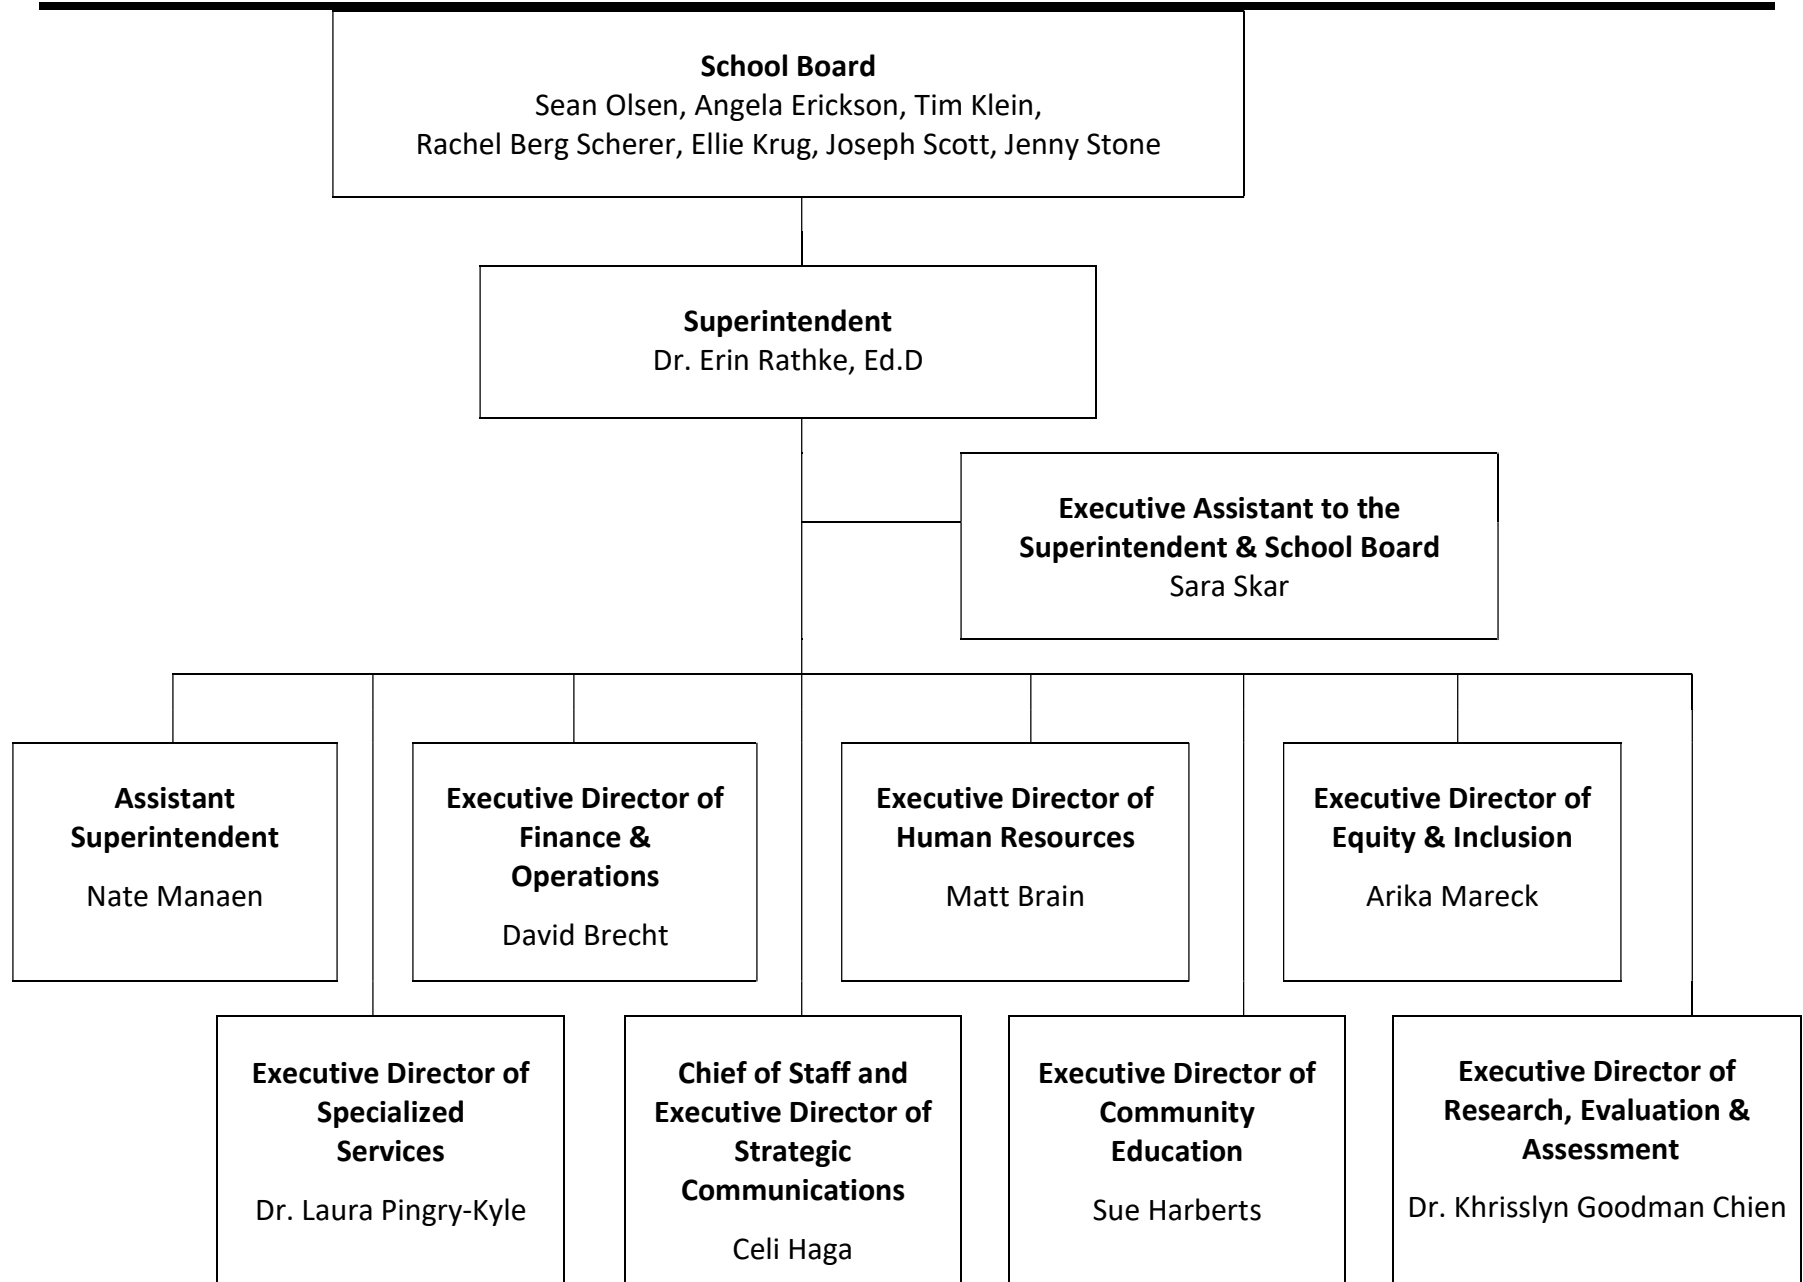 School Board
Sean Olsen, Angela Erickson, Tim Klein,
Rachel Berg Scherer, Ellie Krug, Joseph Scott, Jenny Stone
Superintendent
Dr. Erin Rathke, Ed.D
Executive Assistant to the
Superintendent & School Board
Sara Skar
Assistant
Superintendent
Nate Manaen
Executive Director of
Finance &
Operations
David Brecht
Executive Director of
Human Resources
Matt Brain
Executive Director of
Equity & Inclusion
Arika Mareck
Executive Director of
Specialized
Services
Dr. Laura Pingry-Kyle
Chief of Staff and
Executive Director of
Strategic
Communications
Celi Haga
Executive Director of
Community
Education
Sue Harberts
Executive Director of
Research, Evaluation &
Assessment
Dr. Khrisslyn Goodman Chien